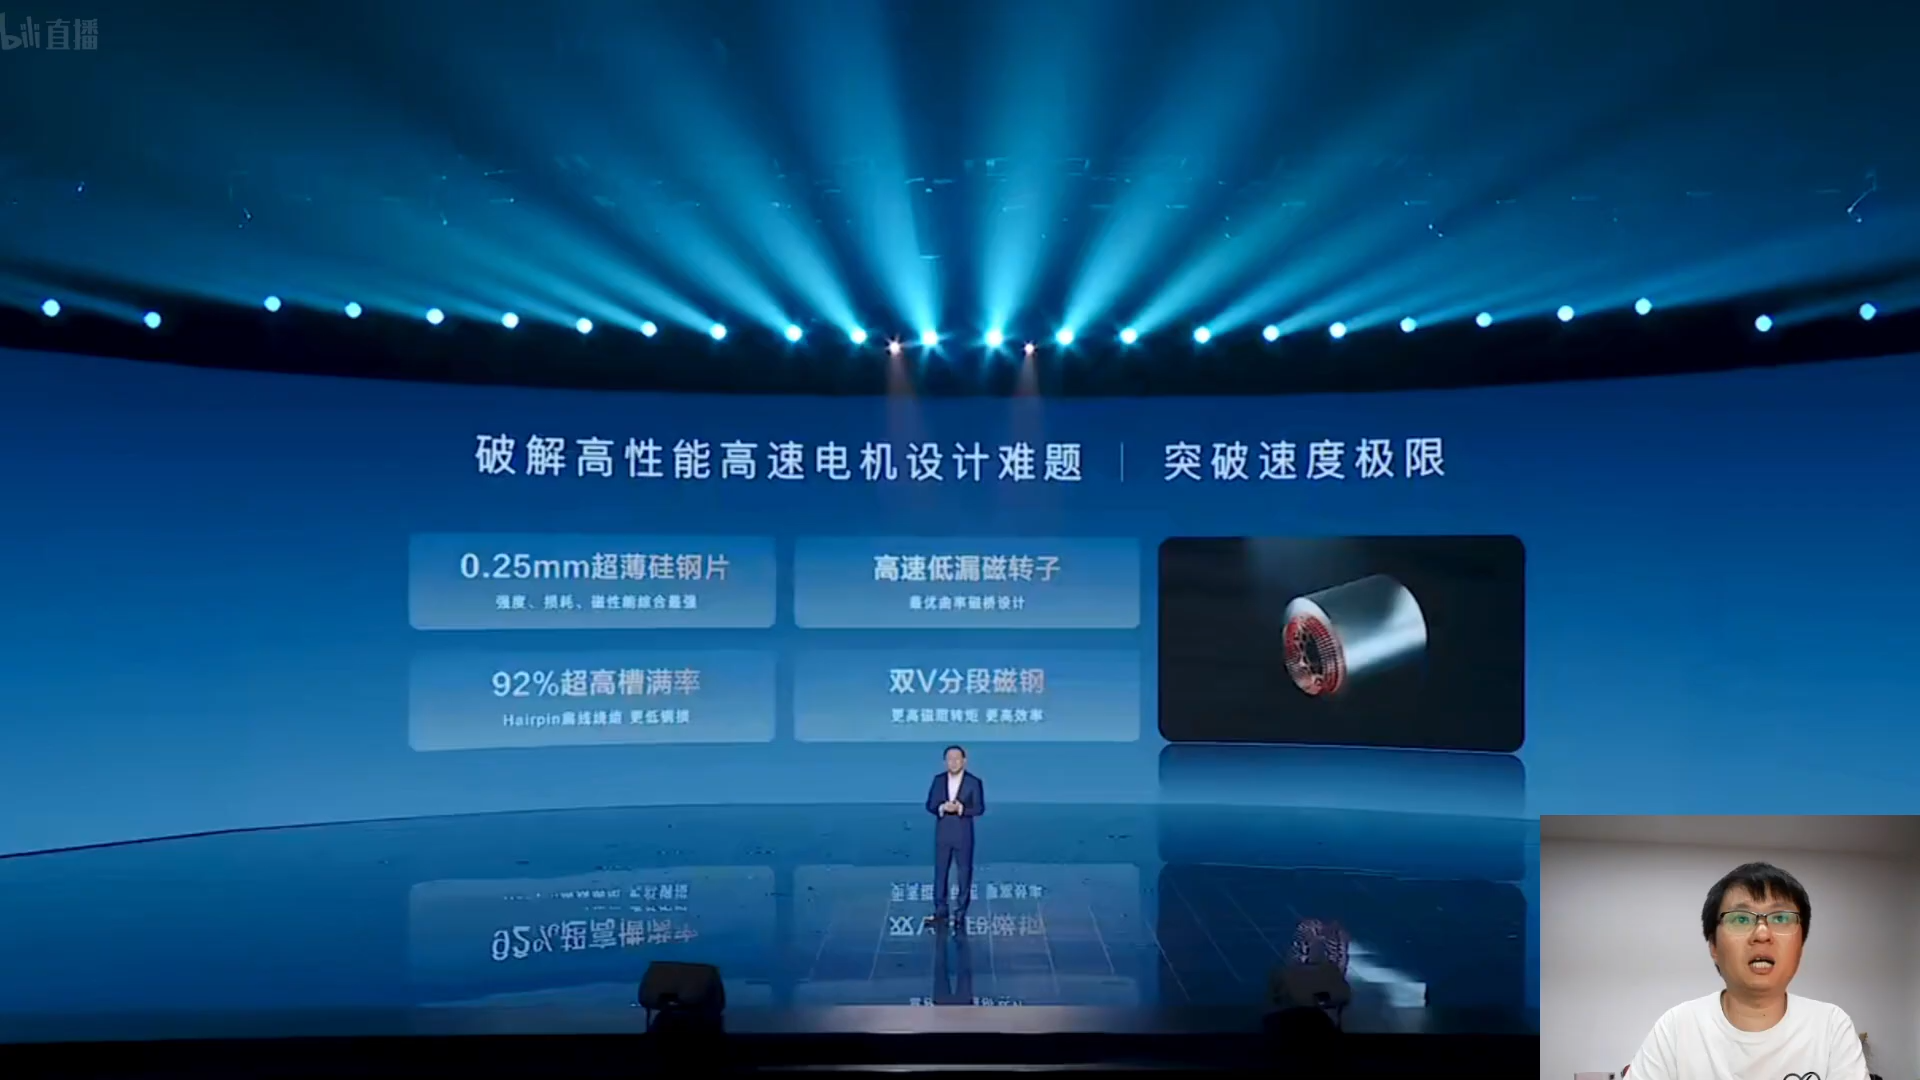 bili直播
破解高性能高速电机设计难题｜突破速度极限
0.25mm超薄硅钢片
强度、损耗、磁性能综合最强
高速低漏磁转子
最优曲率磁桥设计
92%超高槽满率
Hairpin扁线绕组 更低铜损
双V分段磁钢
更高磁阻转矩 更高效率